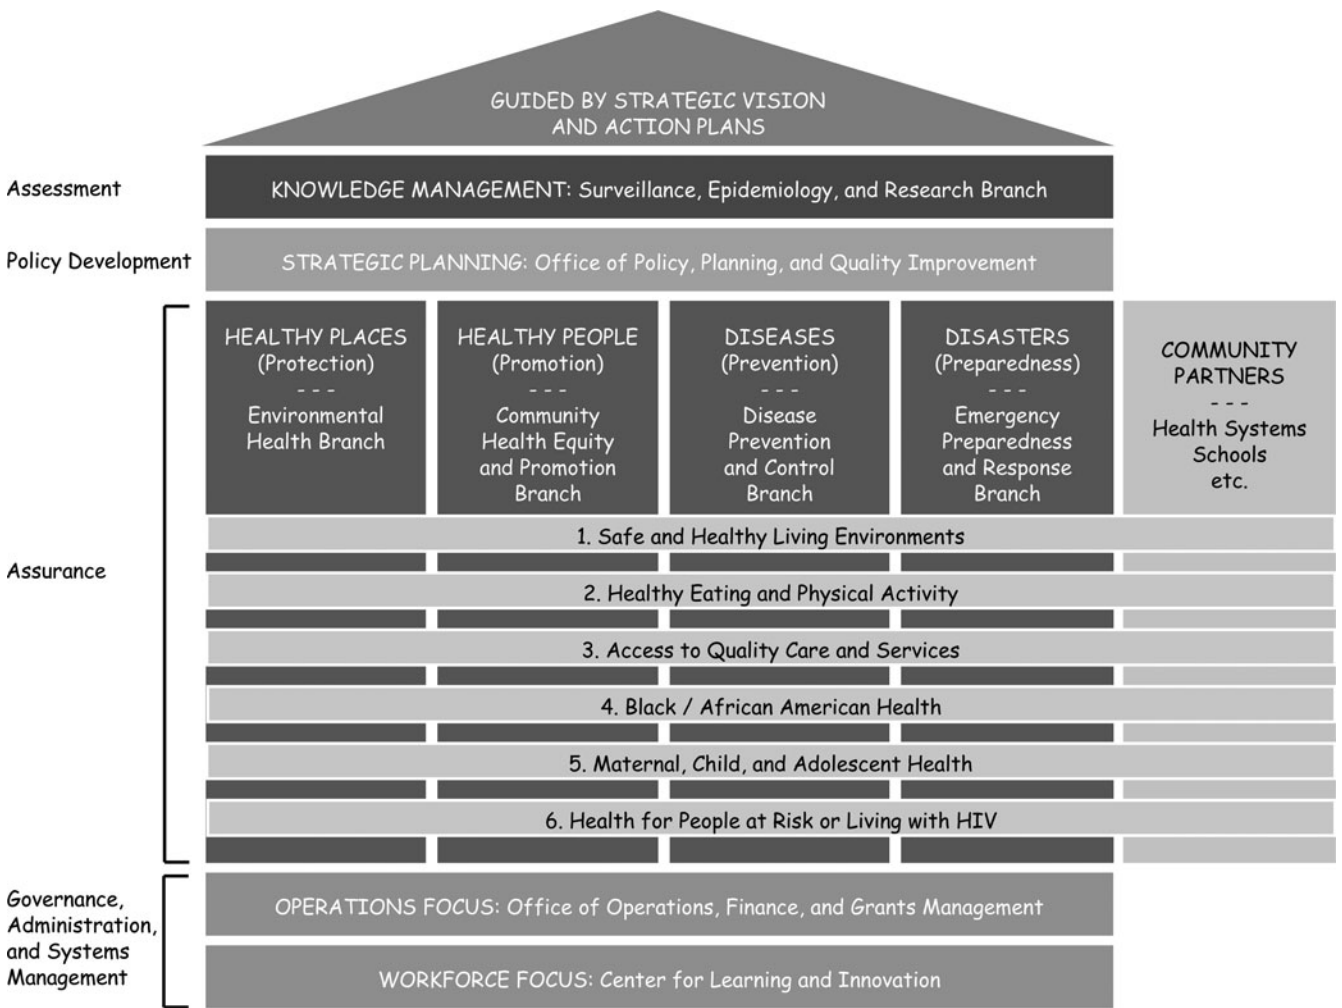 GUIDED BY STRATEGIC VISION
AND ACTION PLANS
Assessment
KNOWLEDGE MANAGEMENT: Surveillance, Epidemiology, and Research Branch
Policy Development
STRATEGIC PLANNING: Office of Policy, Planning, and Quality Improvement
Assurance
HEALTHY PLACES
(Protection)
- - -
Environmental
Health Branch
HEALTHY PEOPLE
(Promotion)
- - -
Community
Health Equity
and Promotion
Branch
DISEASES
(Prevention)
- - -
Disease
Prevention
and Control
Branch
DISASTERS
(Preparedness)
- - -
Emergency
Preparedness
and Response
Branch
COMMUNITY
PARTNERS
- - -
Health Systems
Schools
etc.
1. Safe and Healthy Living Environments
2. Healthy Eating and Physical Activity
3. Access to Quality Care and Services
4. Black / African American Health
5. Maternal, Child, and Adolescent Health
6. Health for People at Risk or Living with HIV
Governance,
Administration,
and Systems
Management
OPERATIONS FOCUS: Office of Operations, Finance, and Grants Management
WORKFORCE FOCUS: Center for Learning and Innovation